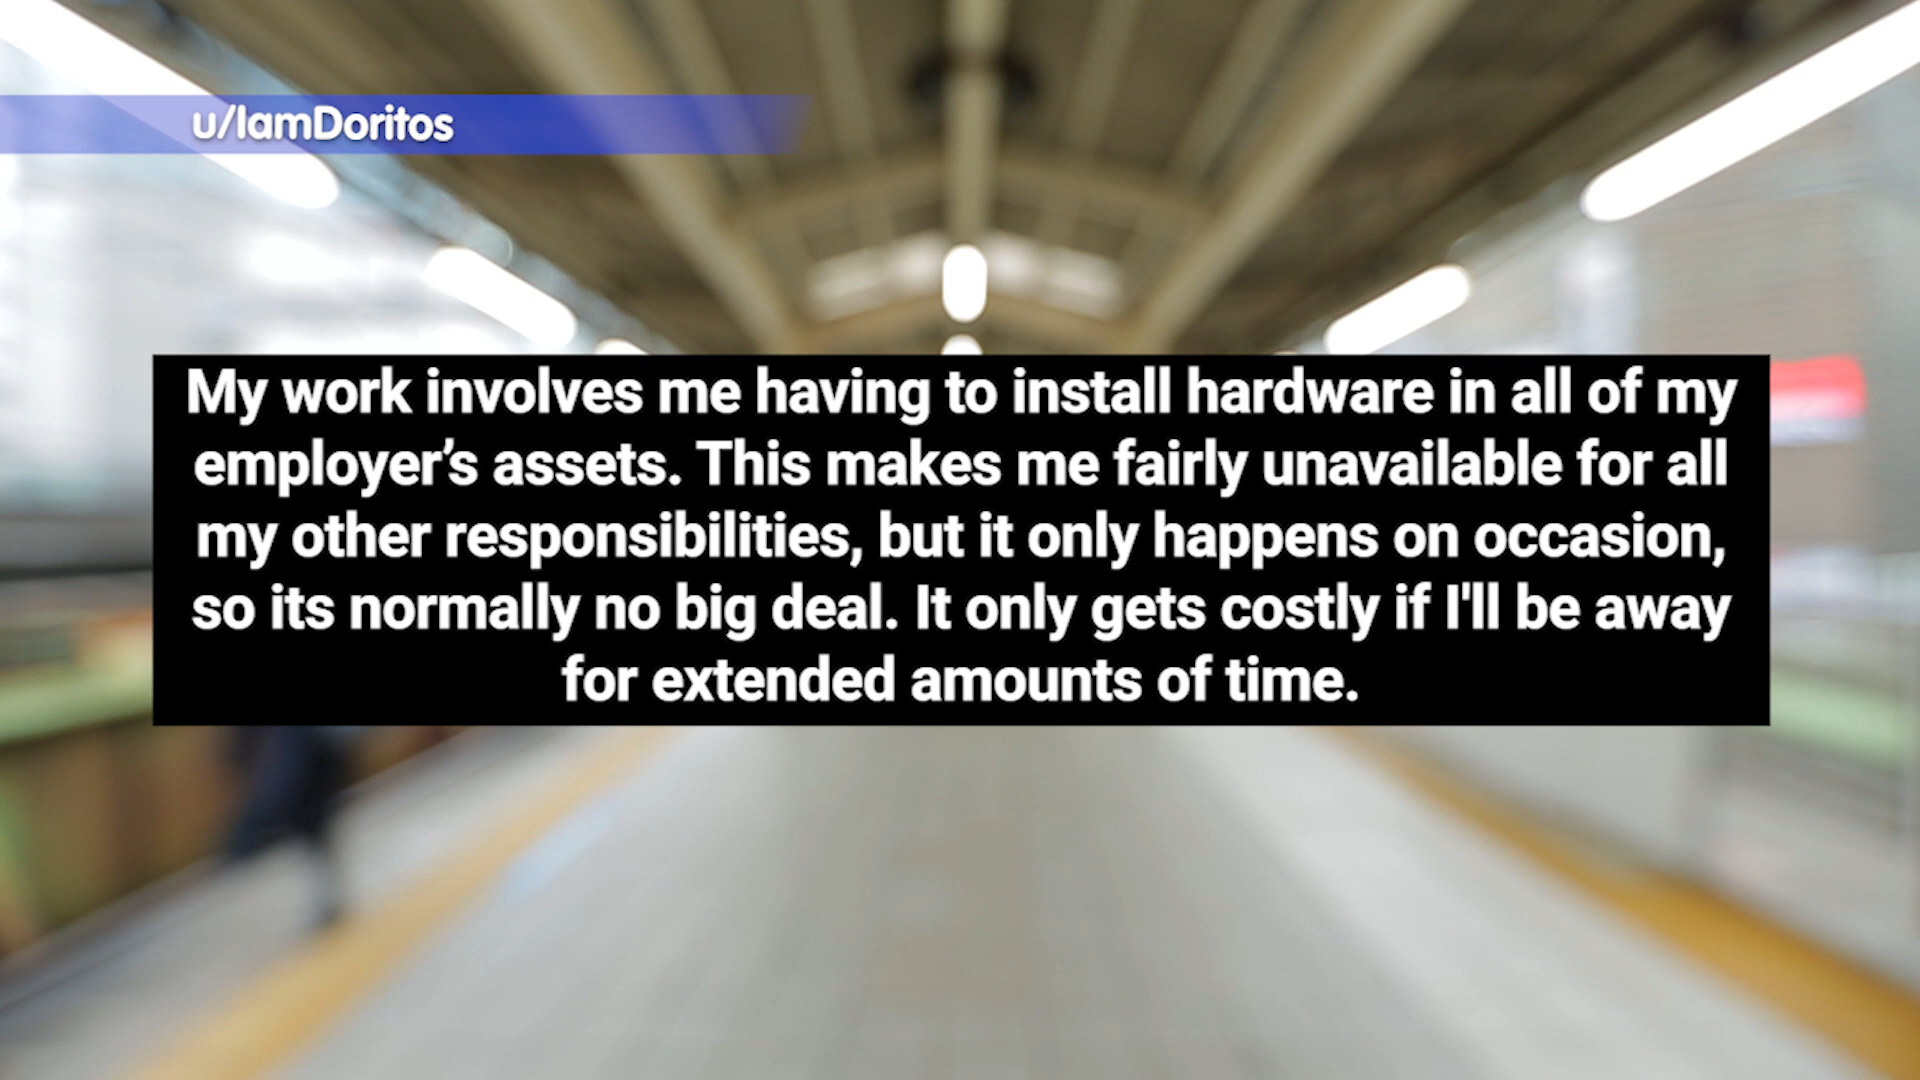 u/IamDoritos
My work involves me having to install hardware in all of my
employer’s assets. This makes me fairly unavailable for all
my other responsibilities, but it only happens on occasion,
so its normally no big deal. It only gets costly if I'll be away
for extended amounts of time.